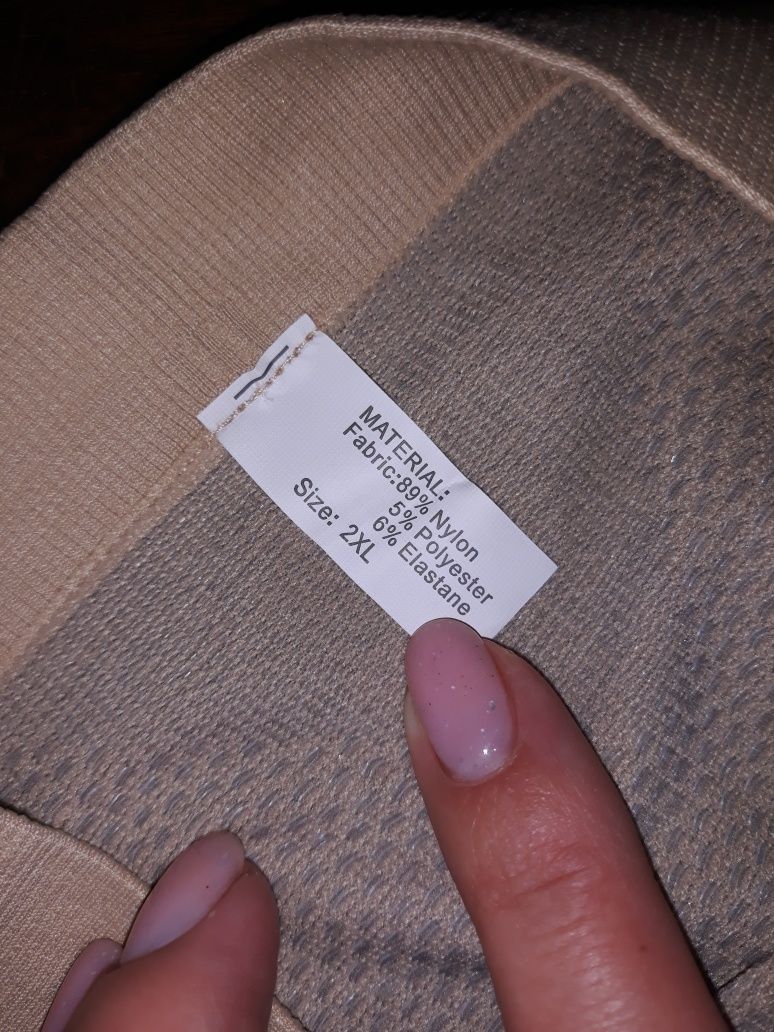 MATERIAL:
Fabric:89% Nylon
5% Polyester
6% Elastane
Size: 2XL